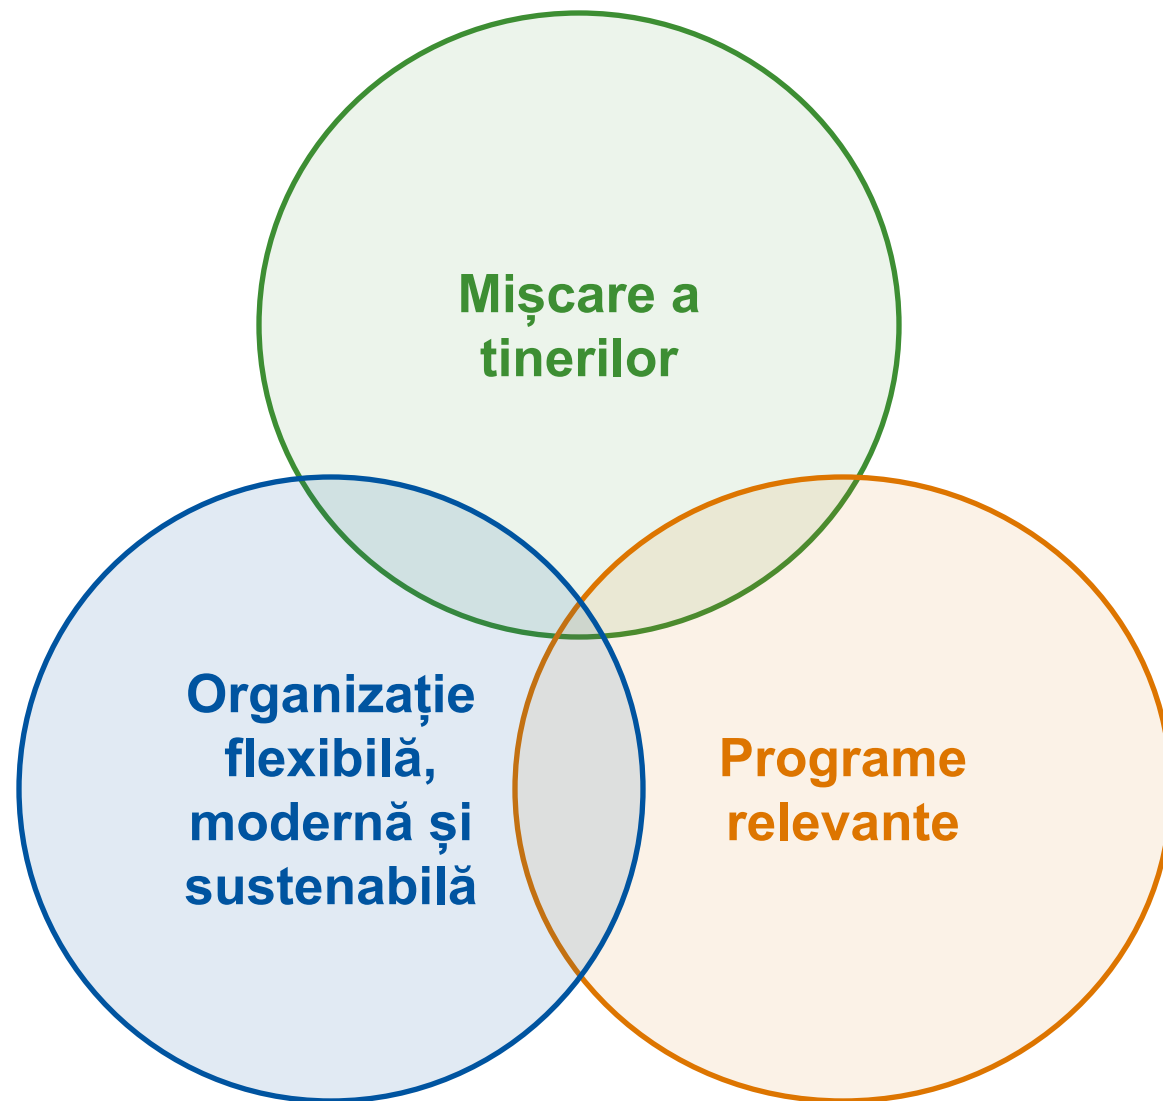 Mișcare a
tinerilor
Organizație
flexibilă,
modernă și
sustenabilă
Programe
relevante